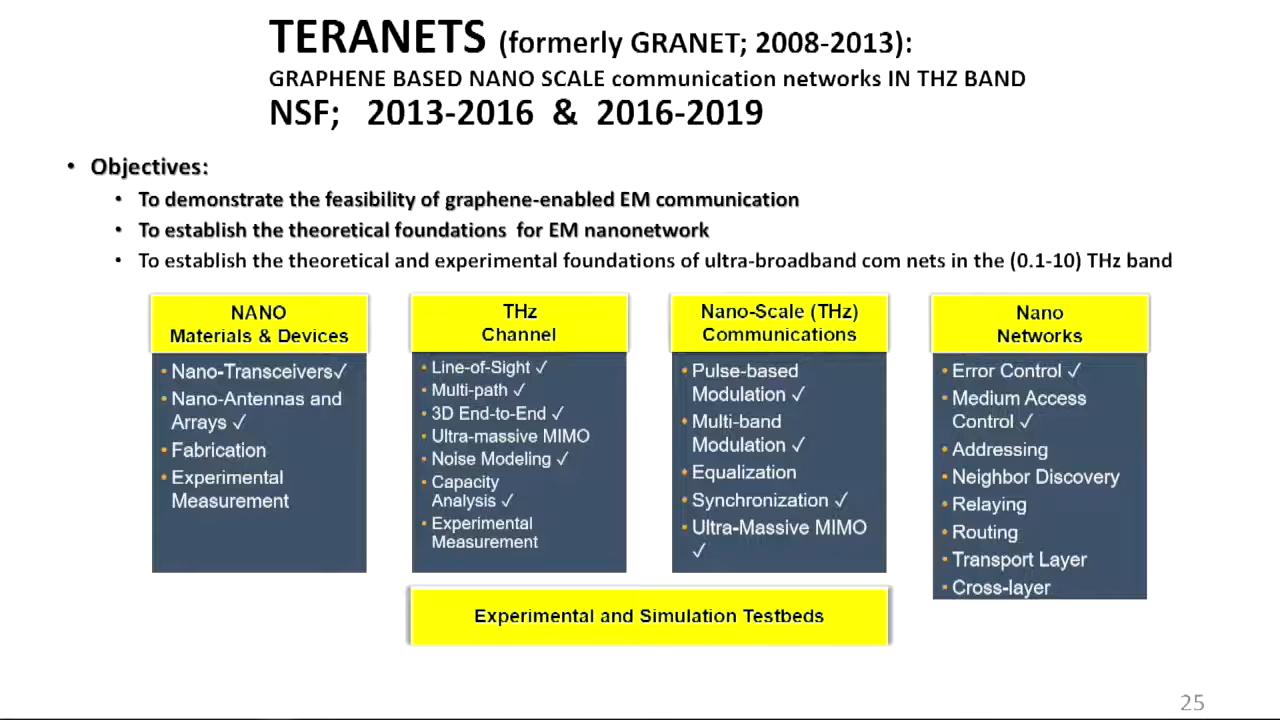 TERANETS (formerly GRANET; 2008-2013):
GRAPHENE BASED NANO SCALE communication networks IN THZ BAND
NSF; 2013-2016 & 2016-2019
• Objectives:
• To demonstrate the feasibility of graphene-enabled EM communication
• To establish the theoretical foundations for EM nanonetwork
• To establish the theoretical and experimental foundations of ultra-broadband com nets in the (0.1-10) THz band
NANO
Materials & Devices
• Nano-Transceivers✓
• Nano-Antennas and
Arrays ✓
• Fabrication
• Experimental
Measurement
THz
Channel
• Line-of-Sight ✓
• Multi-path ✓
• 3D End-to-End ✓
• Ultra-massive MIMO
• Noise Modeling ✓
• Capacity
Analysis ✓
• Experimental
Measurement
Nano-Scale (THz)
Communications
• Pulse-based
Modulation ✓
• Multi-band
Modulation ✓
• Equalization
• Synchronization ✓
• Ultra-Massive MIMO
✓
Nano
Networks
• Error Control ✓
• Medium Access
Control ✓
• Addressing
• Neighbor Discovery
• Relaying
• Routing
• Transport Layer
• Cross-layer
Experimental and Simulation Testbeds
25